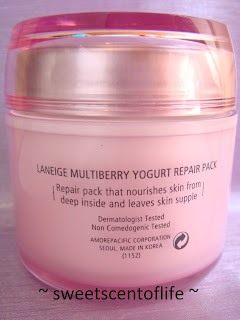 LANEIGE MULTIBERRY YOGURT REPAIR PACK
[Repair pack that nourishes skin from
deep inside and leaves skin supple]
Dermatologist Tested
Non Comedogenic Tested
AMOREPACIFIC CORPORATION
SEOUL, MADE IN KOREA
(1152)
~ sweetscentoflife ~